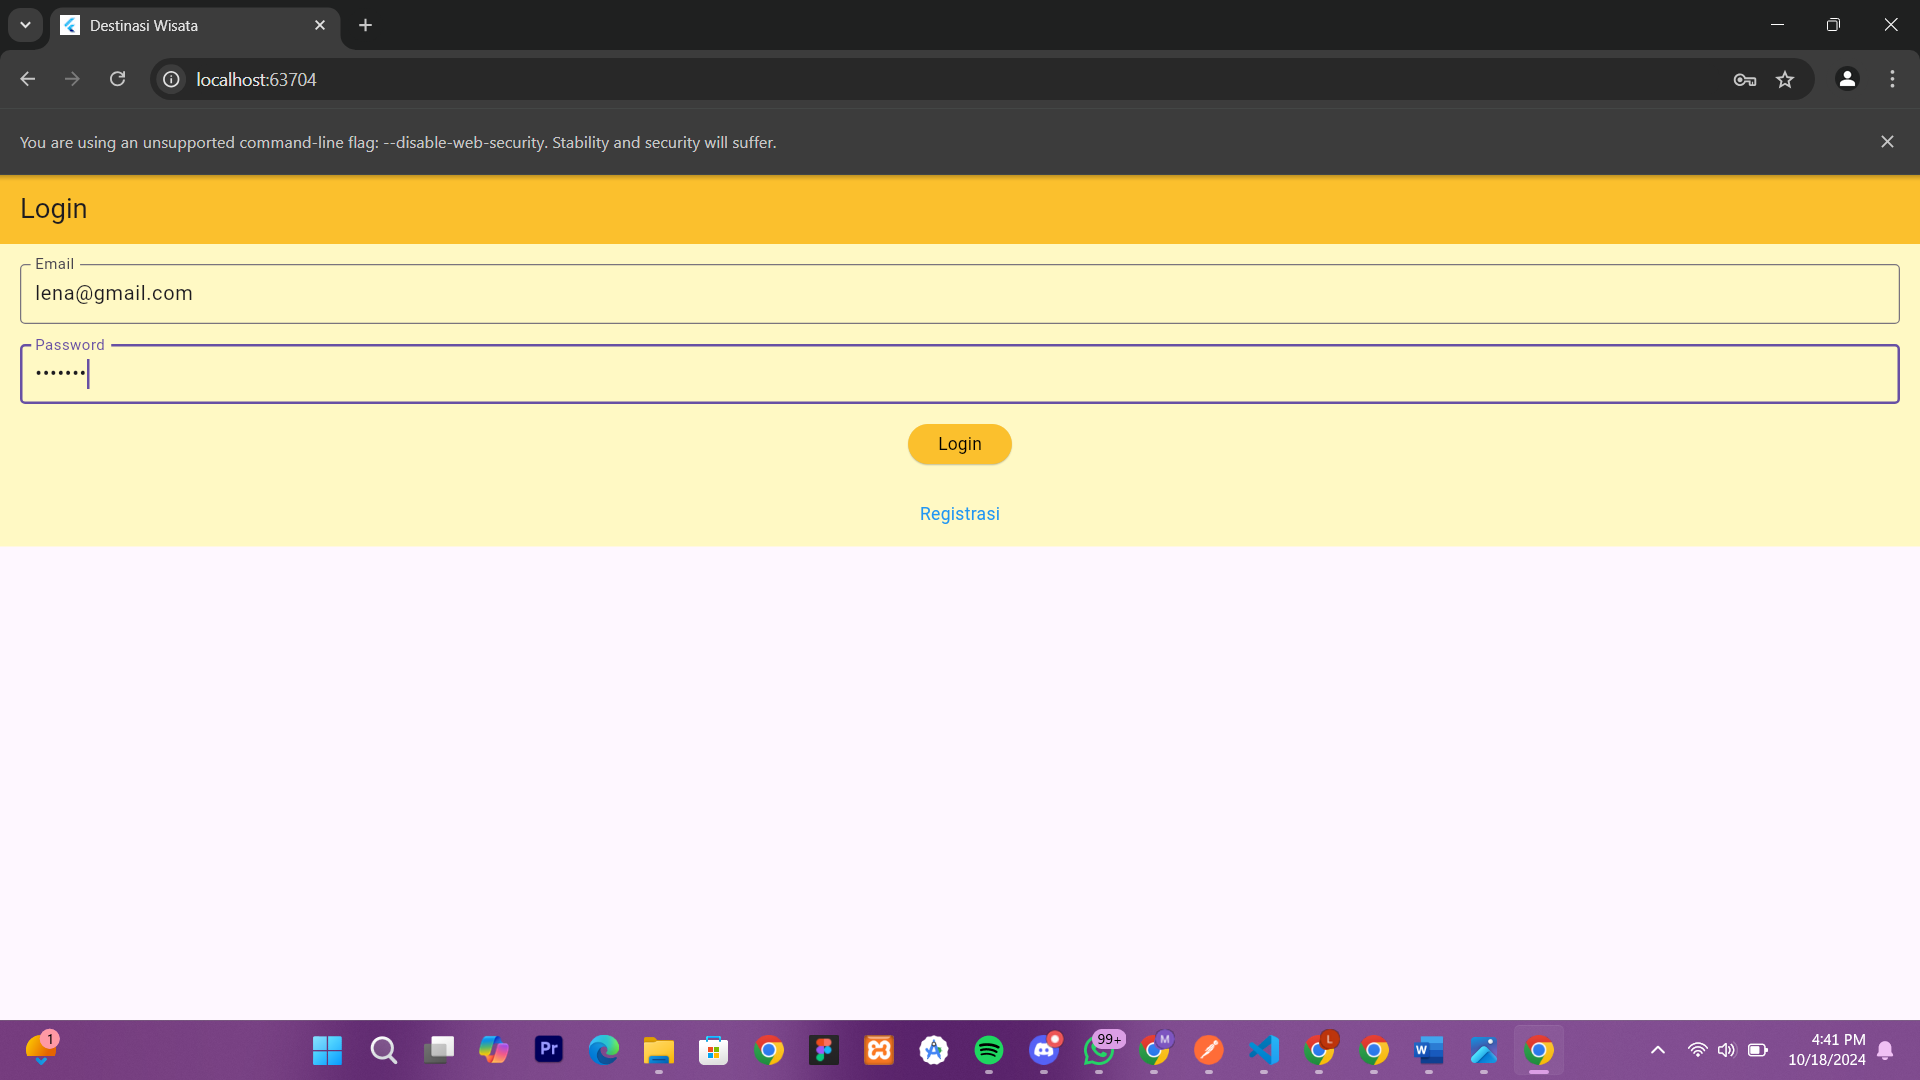 Destinasi Wisata
localhost:63704
You are using an unsupported command-line flag: --disable-web-security. Stability and security will suffer.
Login
Email
lena@gmail.com
Password
•••••••
Login
Registrasi
1
Pr
99+
M
L
W
4:41 PM
10/18/2024